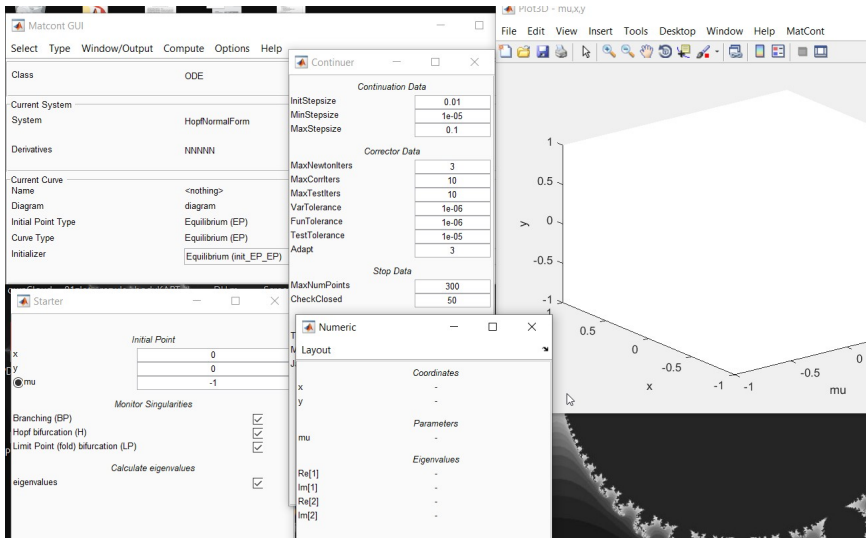 Matcont GUI
Select Type Window/Output Compute Options Help
Class ODE
Current System
System HopfNormalForm
Derivatives NNNNN
Current Curve
Name <nothing>
Diagram diagram
Initial Point Type Equilibrium (EP)
Curve Type Equilibrium (EP)
Initializer Equilibrium (init_EP_EP)
Starter
Initial Point
x 0
y 0
mu -1
Monitor Singularities
Branching (BP)
Hopf bifurcation (H)
Limit Point (fold) bifurcation (LP)
Calculate eigenvalues
eigenvalues
Continuer
Continuation Data
InitStepsize 0.01
MinStepsize 1e-05
MaxStepsize 0.1
Corrector Data
MaxNewtonIters 3
MaxCorrIters 10
MaxTestIters 10
VarTolerance 1e-06
FunTolerance 1e-06
TestTolerance 1e-05
Adapt 3
Stop Data
MaxNumPoints 300
CheckClosed 50
Numeric
Layout
Coordinates
x -
y -
Parameters
mu -
Eigenvalues
Re[1] -
Im[1] -
Re[2] -
Im[2] -
Plot3D - mu,x,y
File Edit View Insert Tools Desktop Window Help MatCont
1
0.5
y 0
-0.5
-1
1
0.5
0
-0.5
-1
x
-1
-0.5
0
mu